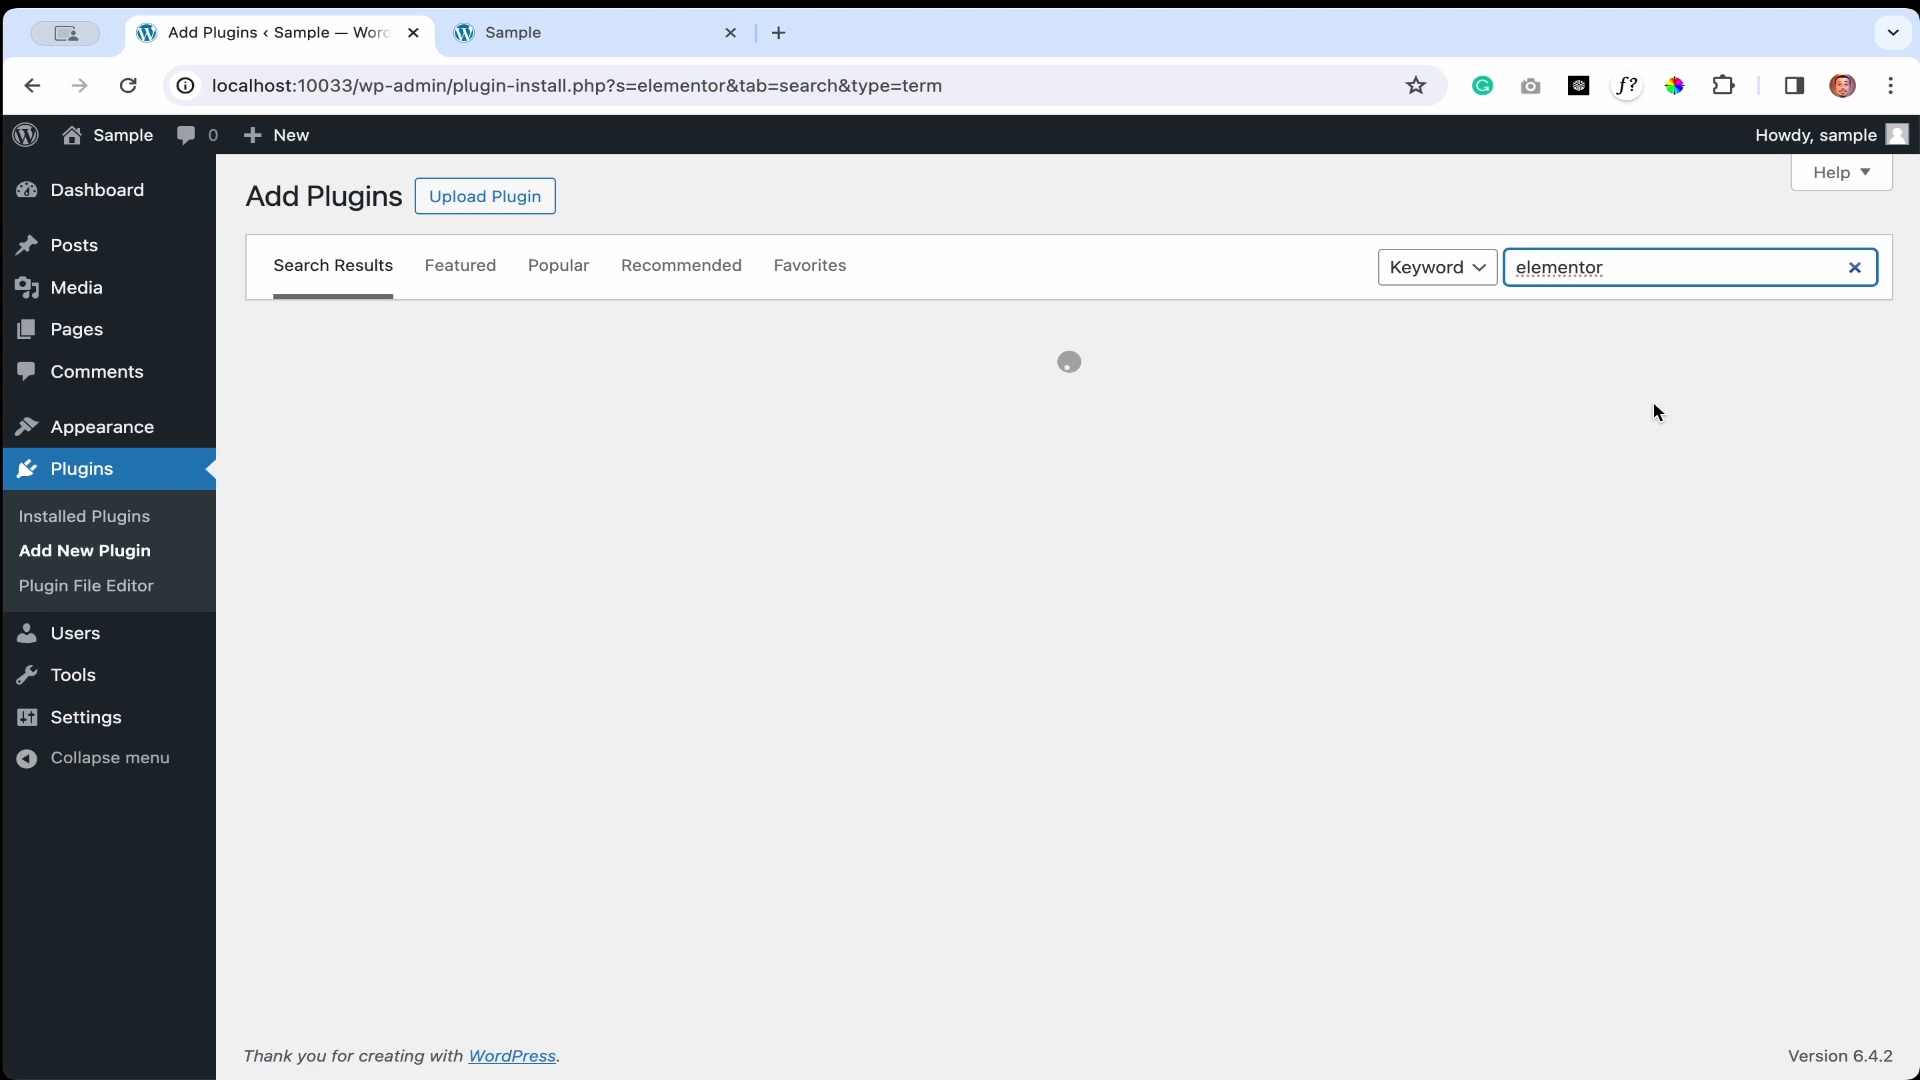 Add Plugins ‹ Sample — Wor
Sample
localhost:10033/wp-admin/plugin-install.php?s=elementor&tab=search&type=term
f?
Sample
0
New
Howdy, sample
Help
Dashboard
Posts
Media
Pages
Comments
Appearance
Plugins
Installed Plugins
Add New Plugin
Plugin File Editor
Users
Tools
Settings
Collapse menu
Add Plugins
Upload Plugin
Search Results
Featured
Popular
Recommended
Favorites
Keyword
elementor
Thank you for creating with WordPress.
Version 6.4.2